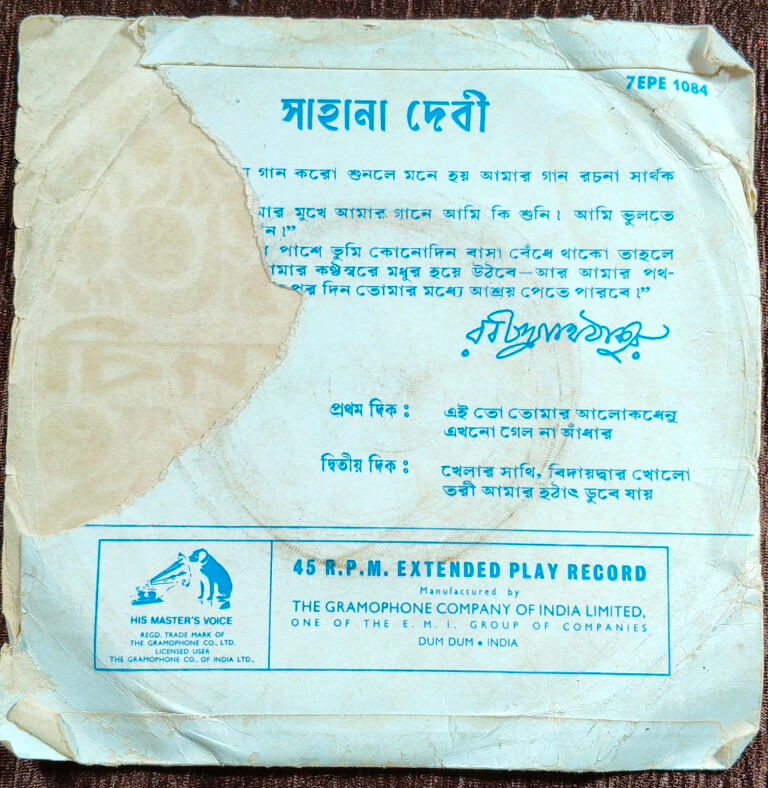 7EPE 1084
সাহানা দেবী
গান করো শুনলে মনে হয় আমার গান রচনা সার্থক
মুখে আমার গানে আমি কি শুনি। আমি ভুলতে
পাশে তুমি কোনোদিন বাসা বেঁধে থাকো তাহলে
কণ্ঠস্বরে মধুর হয়ে উঠবে—আর আমার পথ-
দিন তোমার মধ্যে আশ্রয় পেতে পারবে।”
রবীন্দ্রনাথ ঠাকুর
প্রথম দিক : এই তো তোমার আলোকধেনু
এখনো গেল না আঁধার
দ্বিতীয় দিক : খেলার সাথি, বিদায়দ্বার খোলো
তরী আমার হঠাৎ ডুবে যায়
HIS MASTER'S VOICE
REGD. TRADE MARK OF
THE GRAMOPHONE CO., LTD.
LICENSED USER
THE GRAMOPHONE CO., OF INDIA LTD.,
45 R.P.M. EXTENDED PLAY RECORD
Manufactured by
THE GRAMOPHONE COMPANY OF INDIA LIMITED,
ONE OF THE E. M. I. GROUP OF COMPANIES
DUM DUM • INDIA